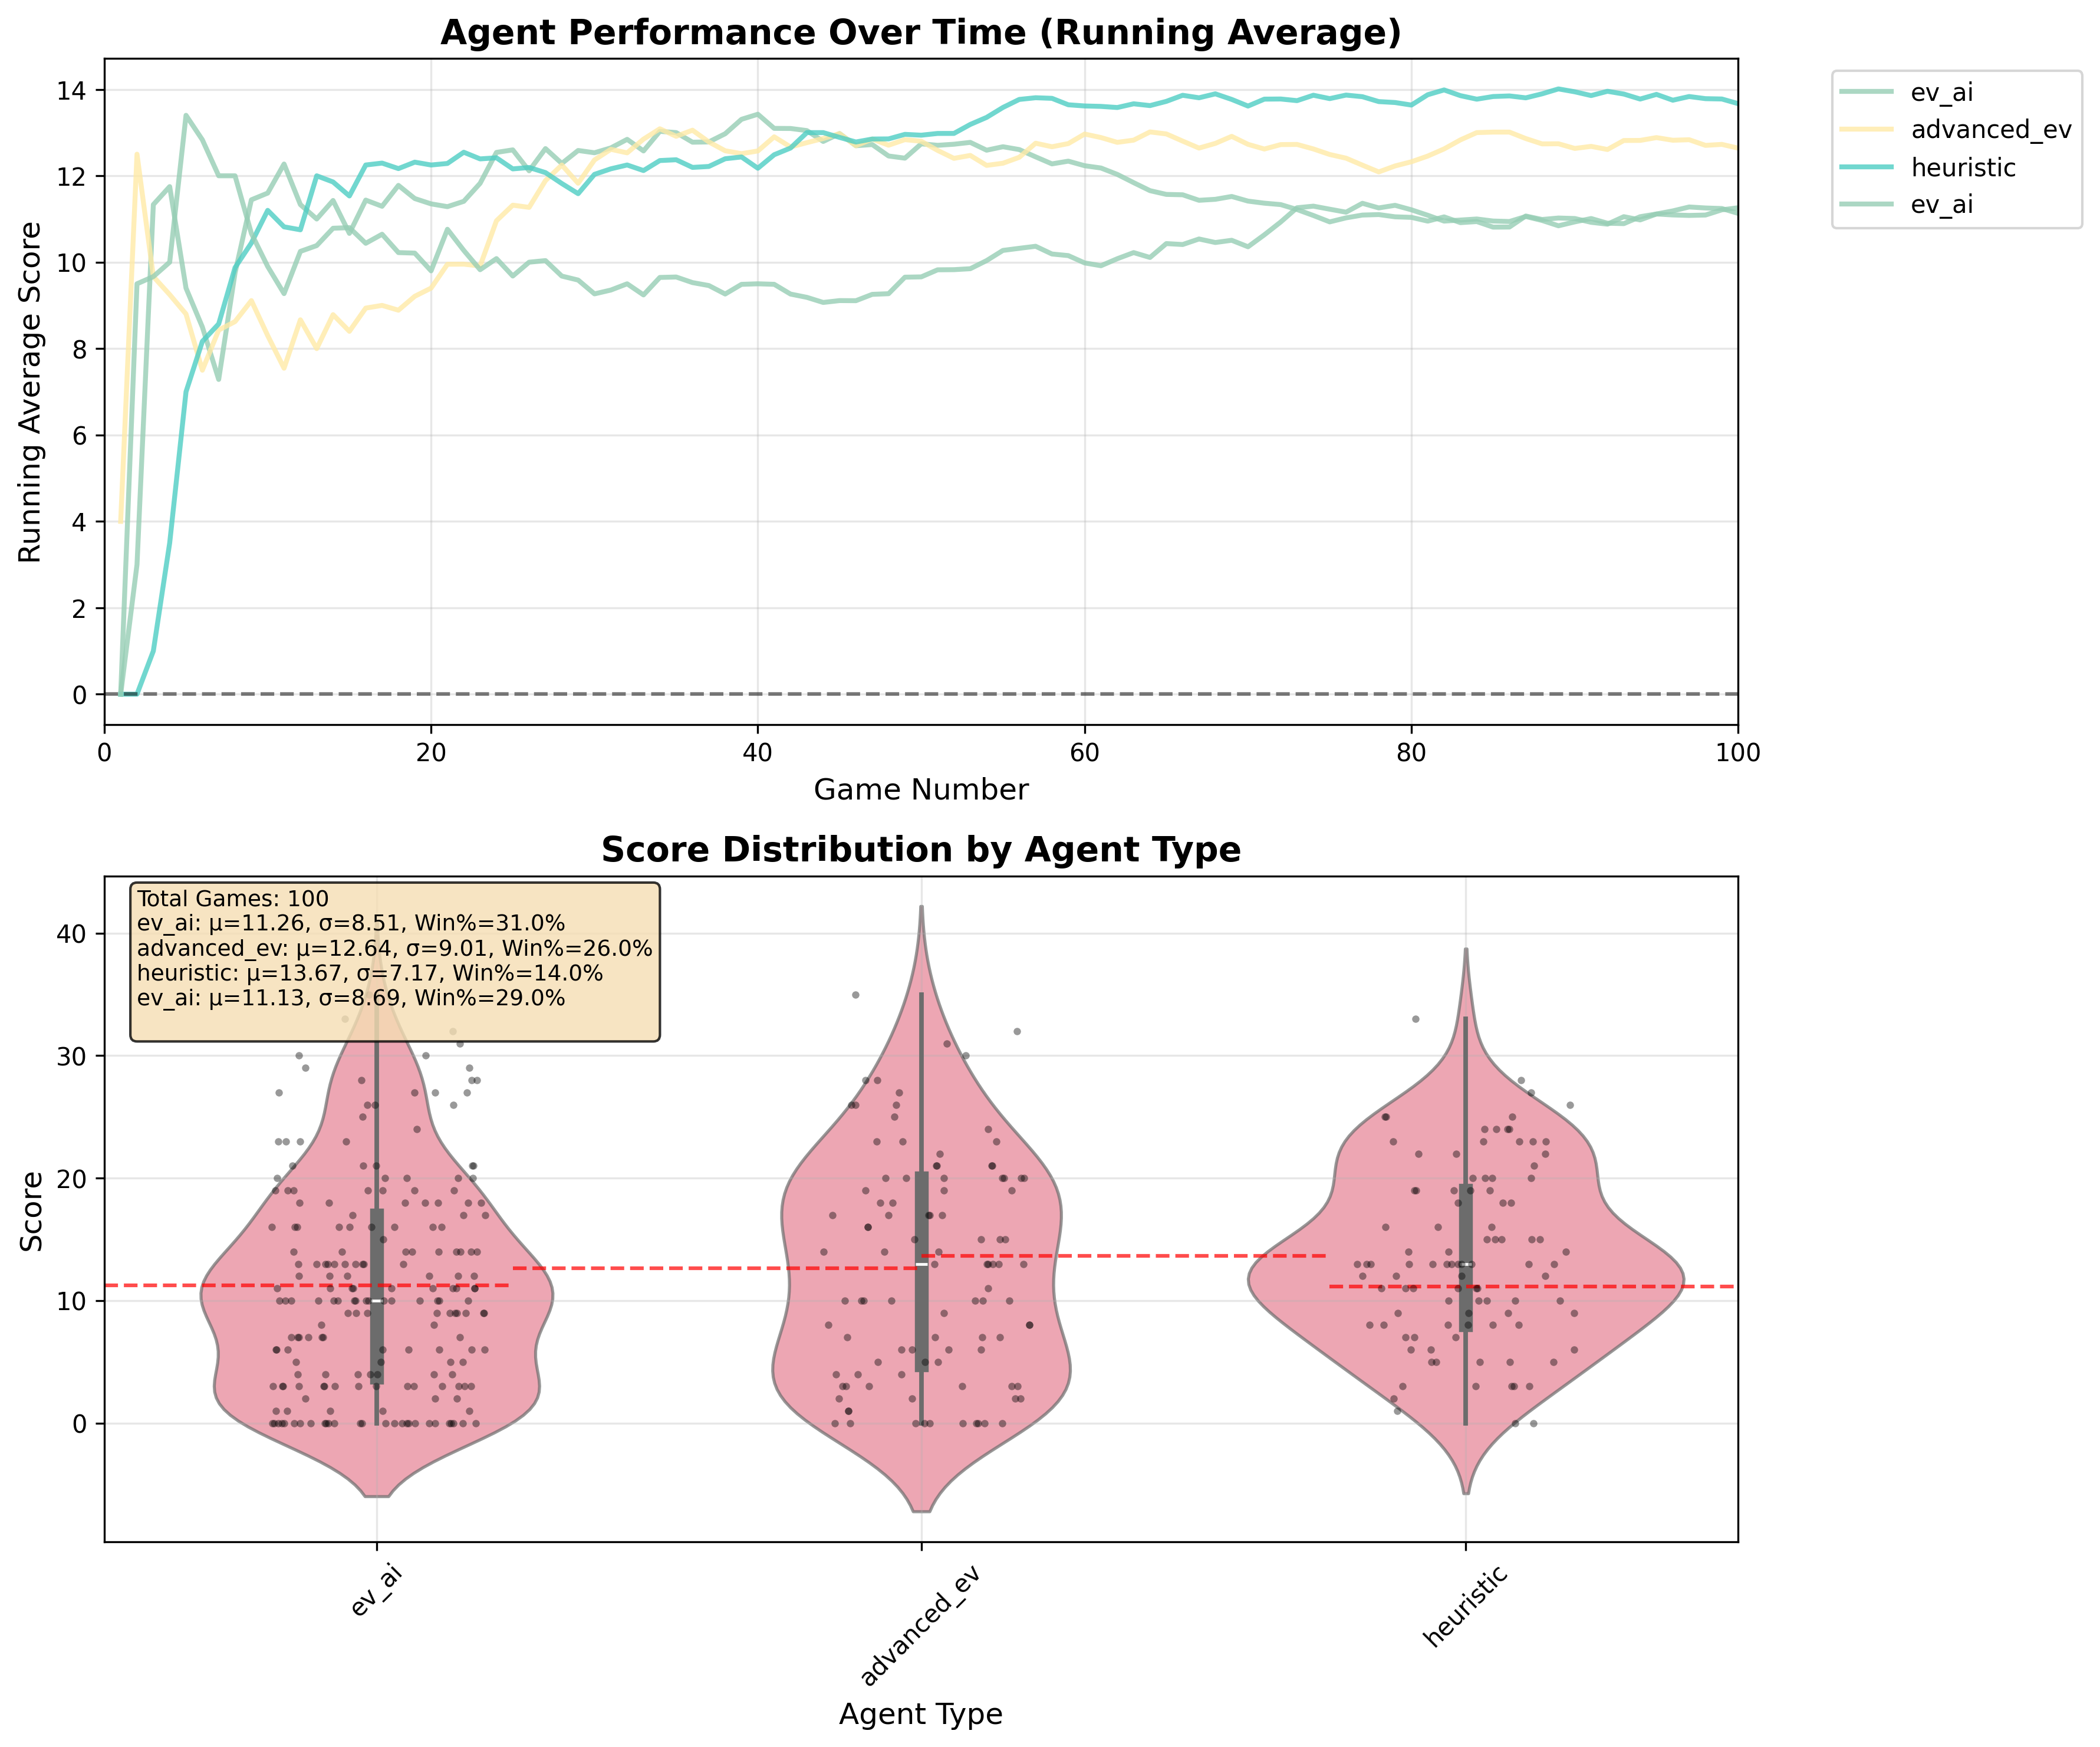 Agent Performance Over Time (Running Average)
14
12
10
8
6
4
2
0
Running Average Score
0 20 40 60 80 100
Game Number
ev_ai
advanced_ev
heuristic
ev_ai
Score Distribution by Agent Type
Total Games: 100
ev_ai: μ=11.26, σ=8.51, Win%=31.0%
advanced_ev: μ=12.64, σ=9.01, Win%=26.0%
heuristic: μ=13.67, σ=7.17, Win%=14.0%
ev_ai: μ=11.13, σ=8.69, Win%=29.0%
40
30
20
10
0
Score
ev_ai
advanced_ev
heuristic
Agent Type